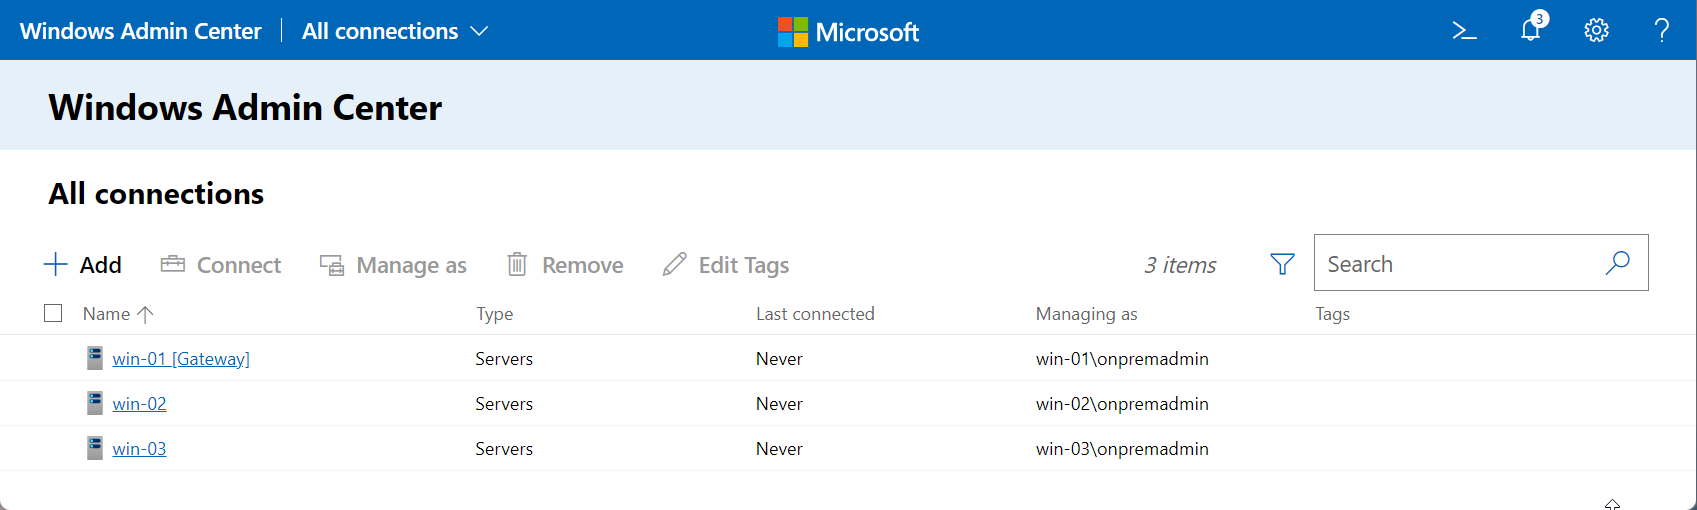 Windows Admin Center All connections Microsoft 3
Windows Admin Center
All connections
Add Connect Manage as Remove Edit Tags 3 items Search
Name Type Last connected Managing as Tags
win-01 [Gateway] Servers Never win-01\onpremadmin
win-02 Servers Never win-02\onpremadmin
win-03 Servers Never win-03\onpremadmin